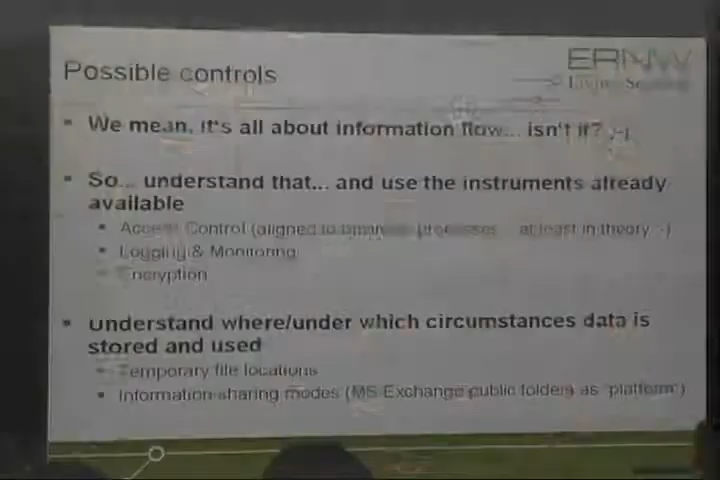 ERNW
Living Security
Possible controls
We mean, it's all about information flow... isn't it? ;-)
So... understand that... and use the instruments already
available
Access Control (aligned to business processes... at least in theory ;-)
Logging & Monitoring
Encryption
Understand where/under which circumstances data is
stored and used
Temporary file locations
Information sharing modes (MS Exchange public folders as "platform")